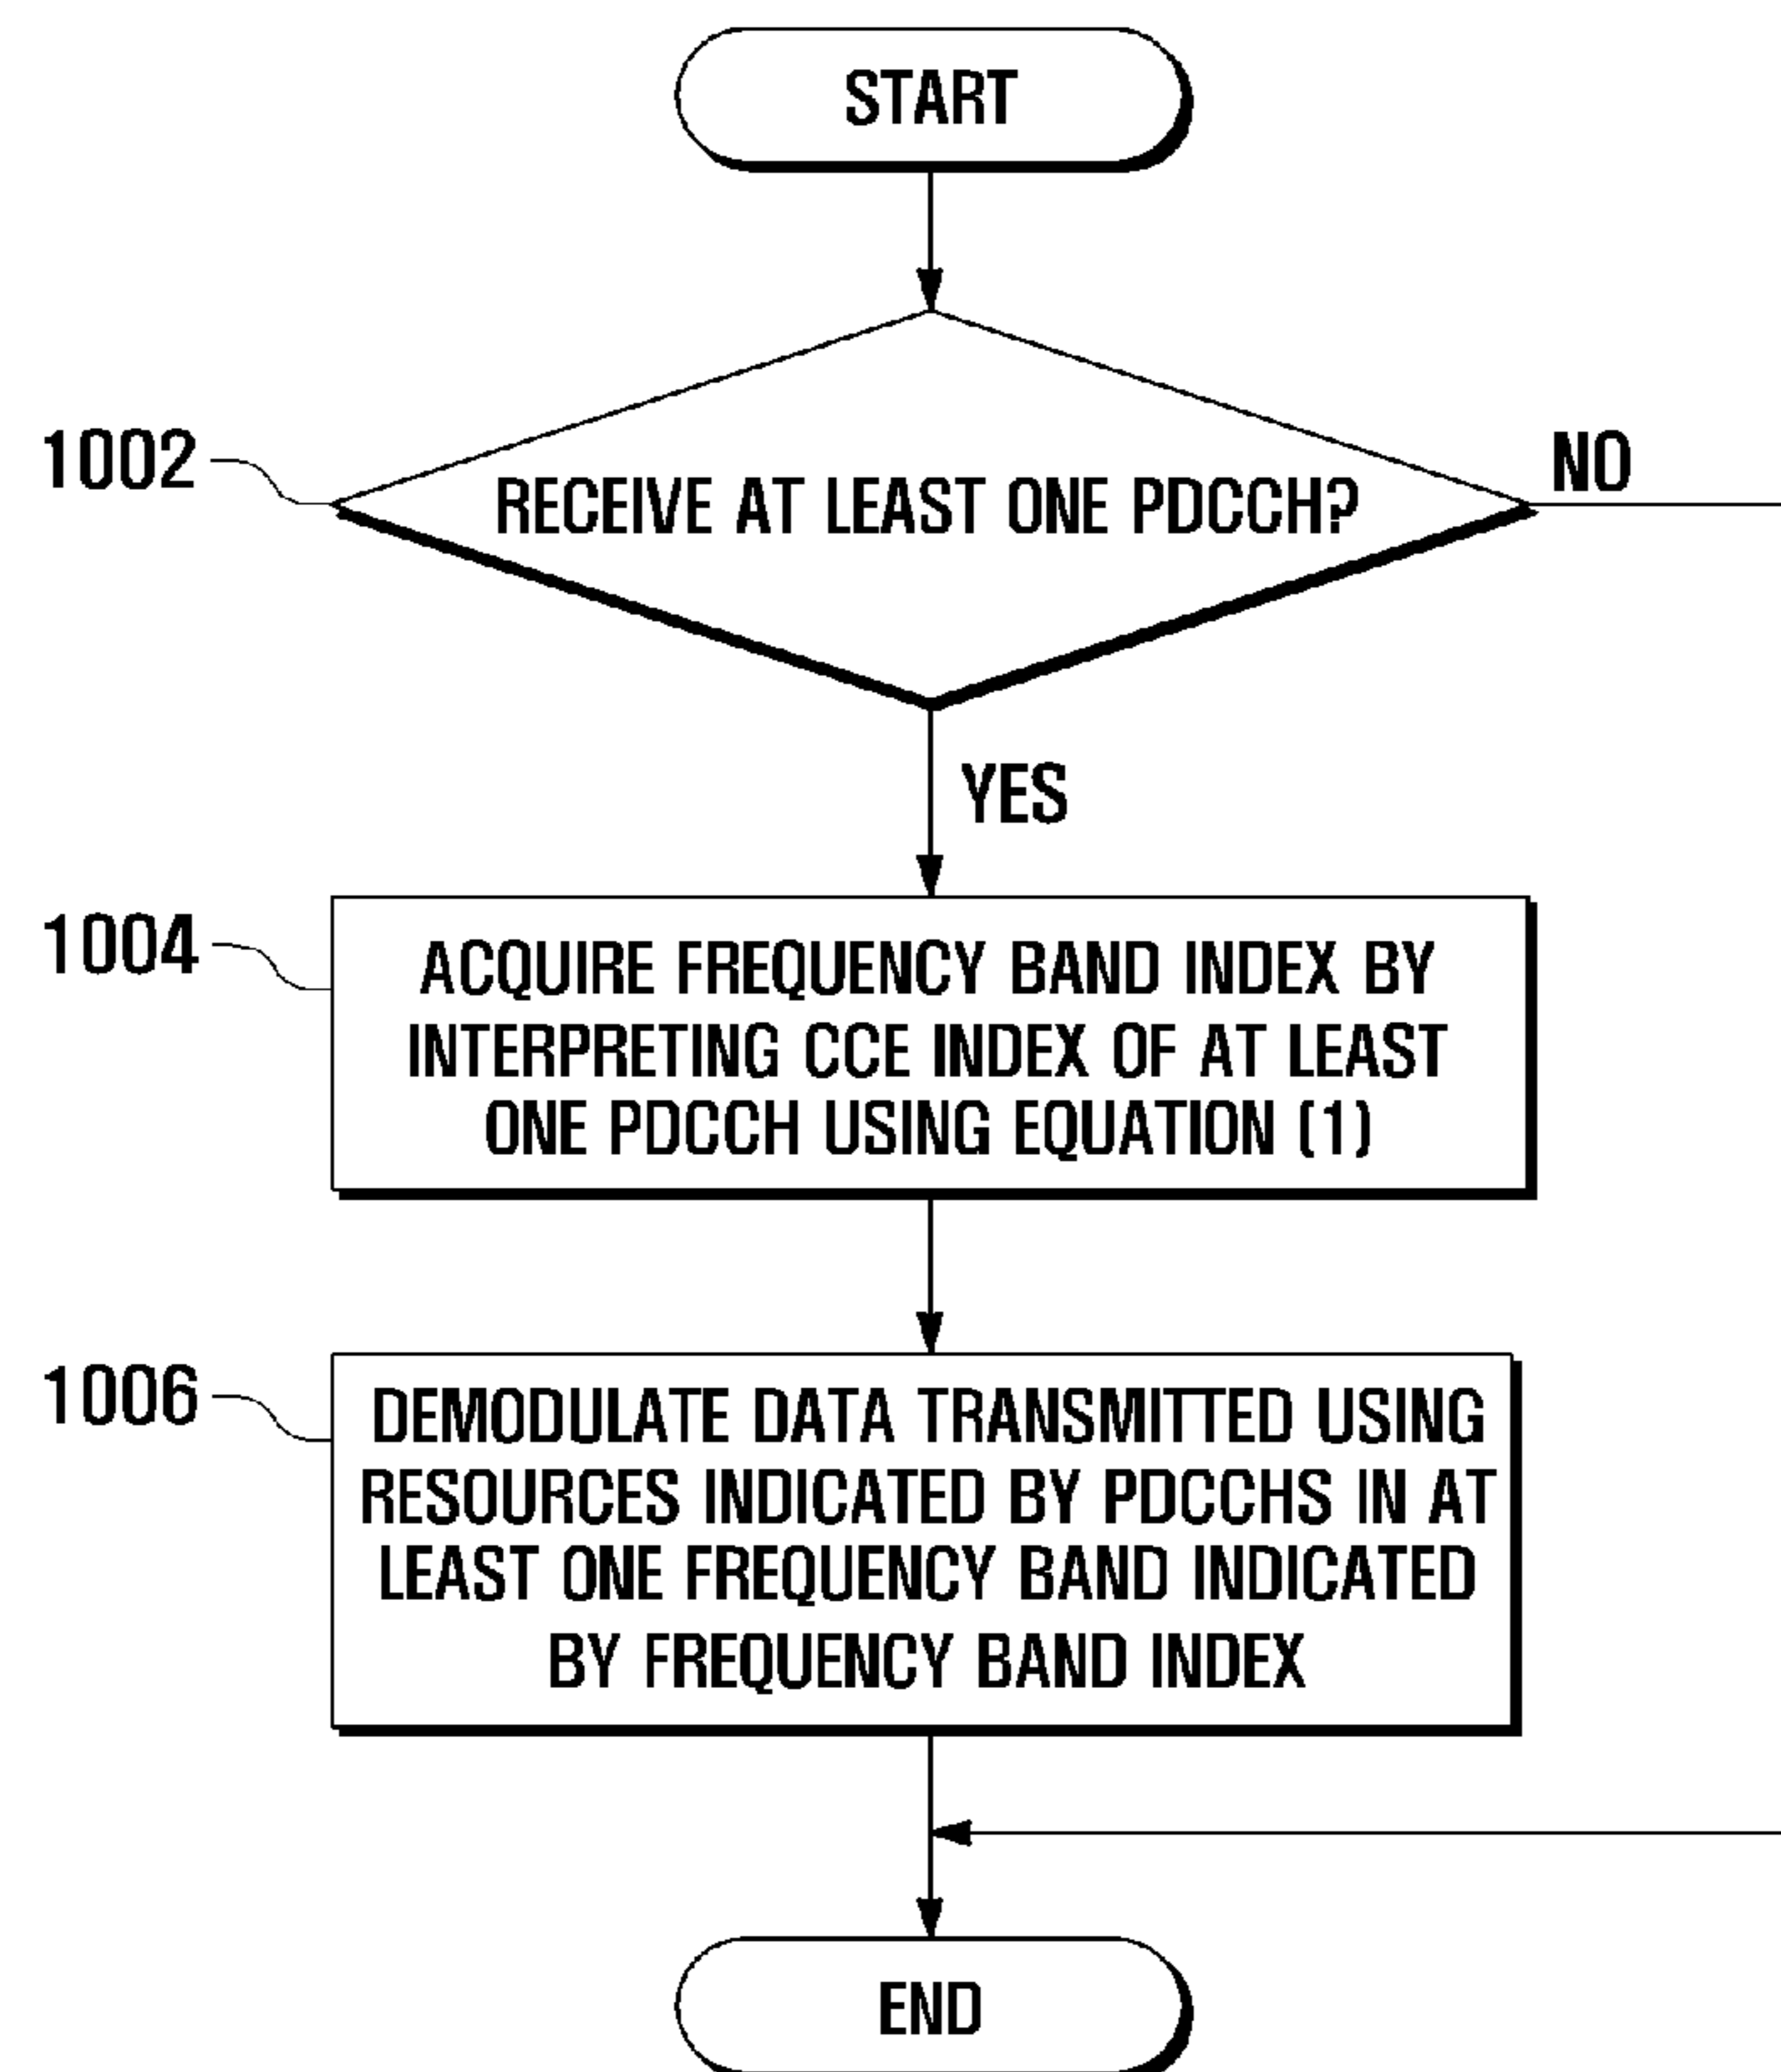 START
1002
RECEIVE AT LEAST ONE PDCCH?
NO
YES
1004
ACQUIRE FREQUENCY BAND INDEX BY
INTERPRETING CCE INDEX OF AT LEAST
ONE PDCCH USING EQUATION (1)
1006
DEMODULATE DATA TRANSMITTED USING
RESOURCES INDICATED BY PDCCHS IN AT
LEAST ONE FREQUENCY BAND INDICATED
BY FREQUENCY BAND INDEX
END